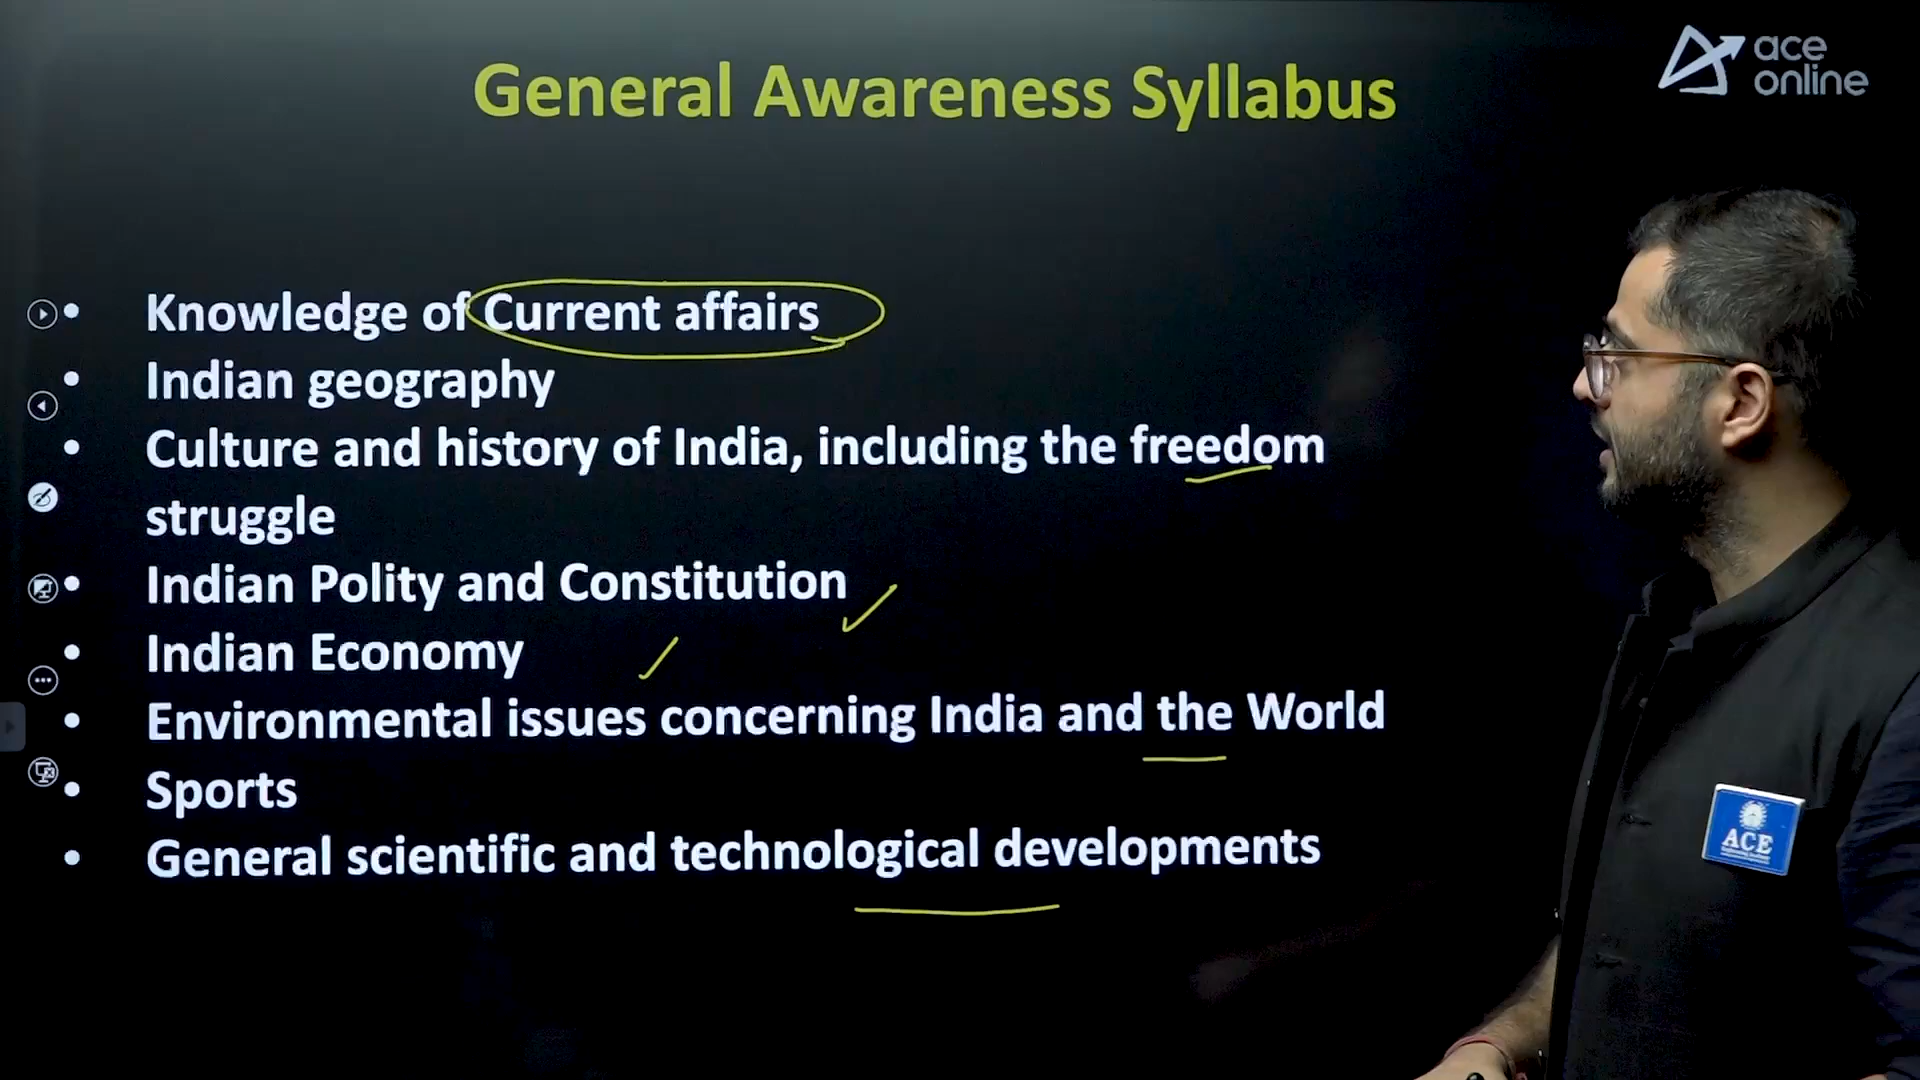 General Awareness Syllabus
ace
online
• Knowledge of Current affairs
• Indian geography
• Culture and history of India, including the freedom
struggle
• Indian Polity and Constitution
• Indian Economy
• Environmental issues concerning India and the World
• Sports
• General scientific and technological developments
ACE